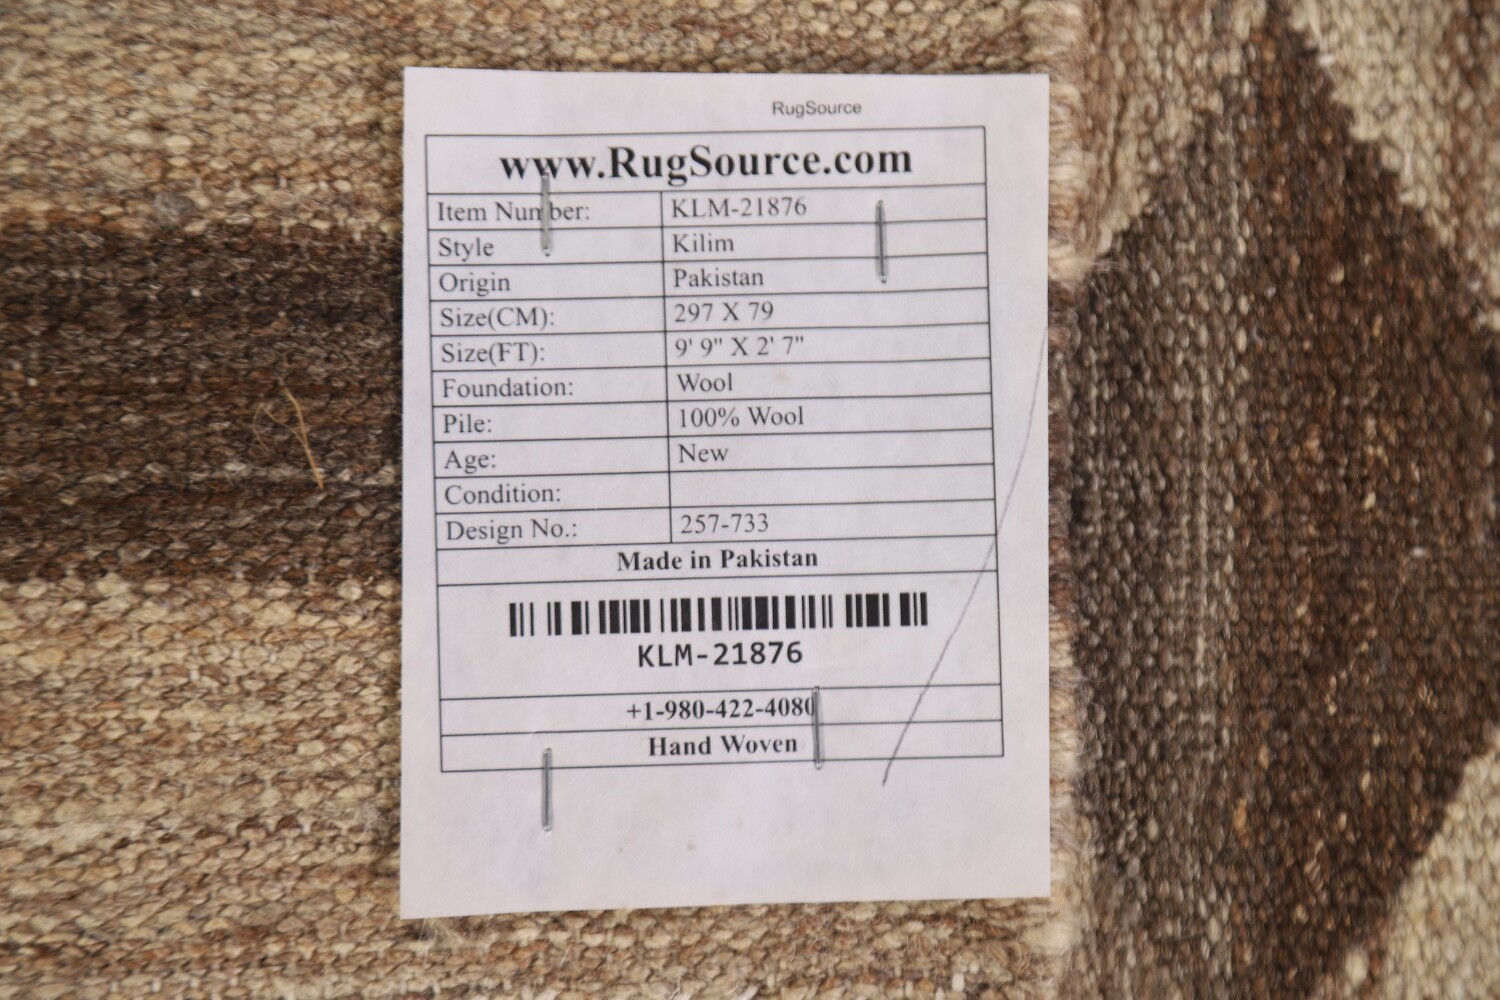 RugSource
www.RugSource.com
Item Number: KLM-21876
Style Kilim
Origin Pakistan
Size(CM): 297 X 79
Size(FT): 9' 9" X 2' 7"
Foundation: Wool
Pile: 100% Wool
Age: New
Condition:
Design No.: 257-733
Made in Pakistan
KLM-21876
+1-980-422-4080
Hand Woven